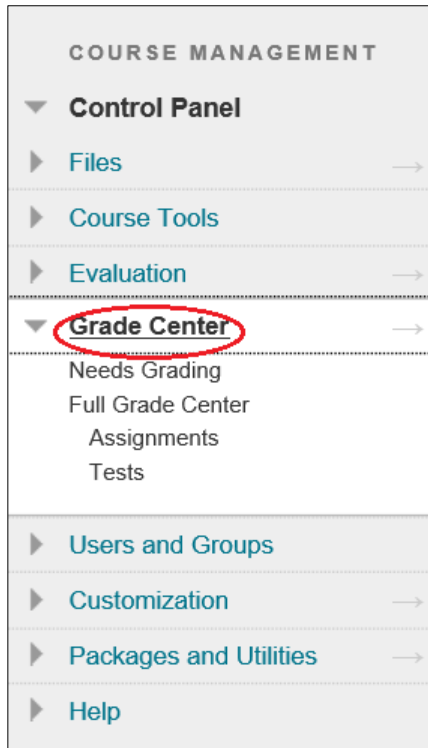 COURSE MANAGEMENT
Control Panel
Files
Course Tools
Evaluation
Grade Center
Needs Grading
Full Grade Center
Assignments
Tests
Users and Groups
Customization
Packages and Utilities
Help